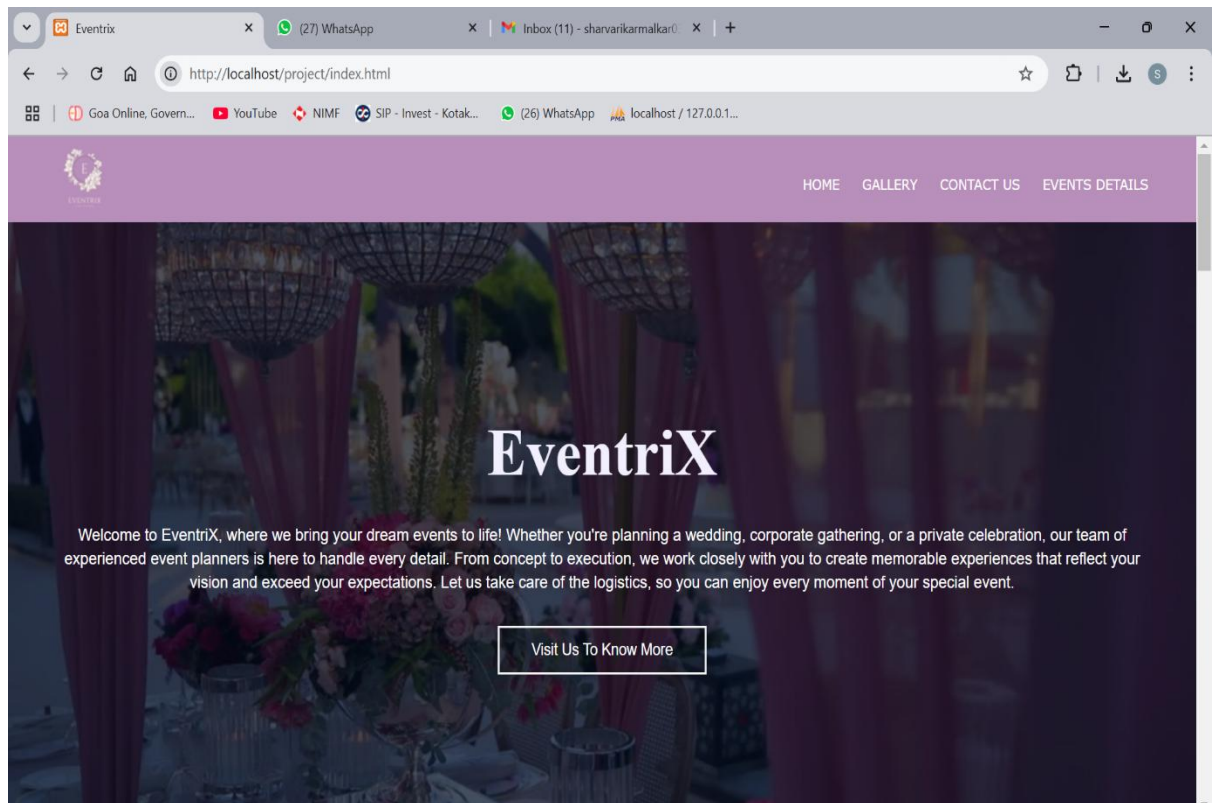 Eventrix
(27) WhatsApp
Inbox (11) - sharvarikarmalkar0
http://localhost/project/index.html
S
Goa Online, Govern...
YouTube
NIMF
SIP - Invest - Kotak...
(26) WhatsApp
PMA
localhost / 127.0.0.1...
E
EVENTRIX
HOME
GALLERY
CONTACT US
EVENTS DETAILS
EventriX
Welcome to EventriX, where we bring your dream events to life! Whether you're planning a wedding, corporate gathering, or a private celebration, our team of
experienced event planners is here to handle every detail. From concept to execution, we work closely with you to create memorable experiences that reflect your
vision and exceed your expectations. Let us take care of the logistics, so you can enjoy every moment of your special event.
Visit Us To Know More